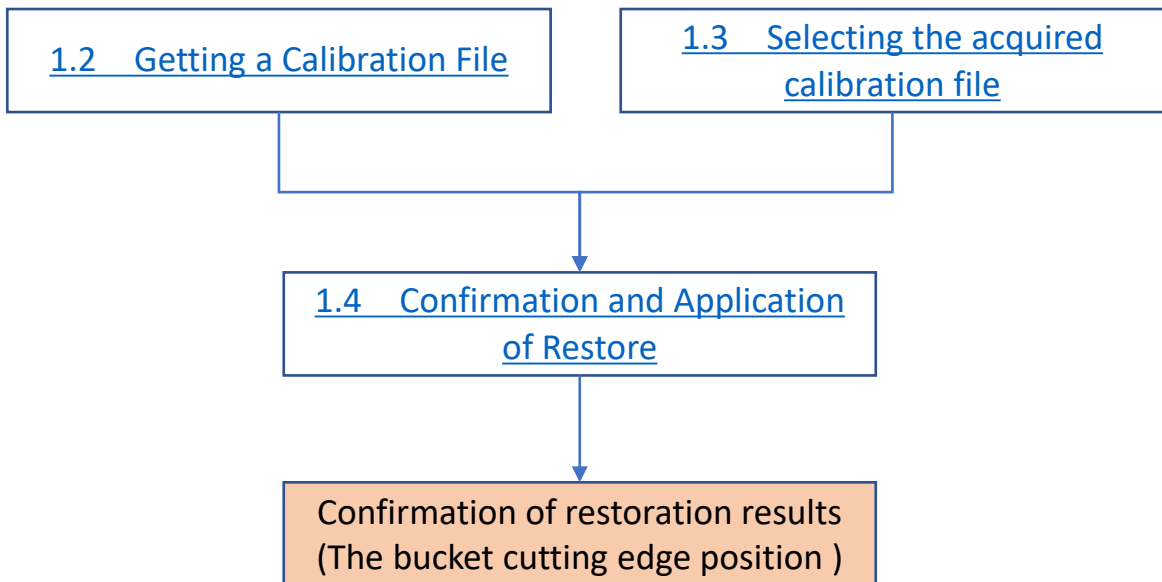 1.2 Getting a Calibration File
1.3 Selecting the acquired
calibration file
1.4 Confirmation and Application
of Restore
Confirmation of restoration results
(The bucket cutting edge position )